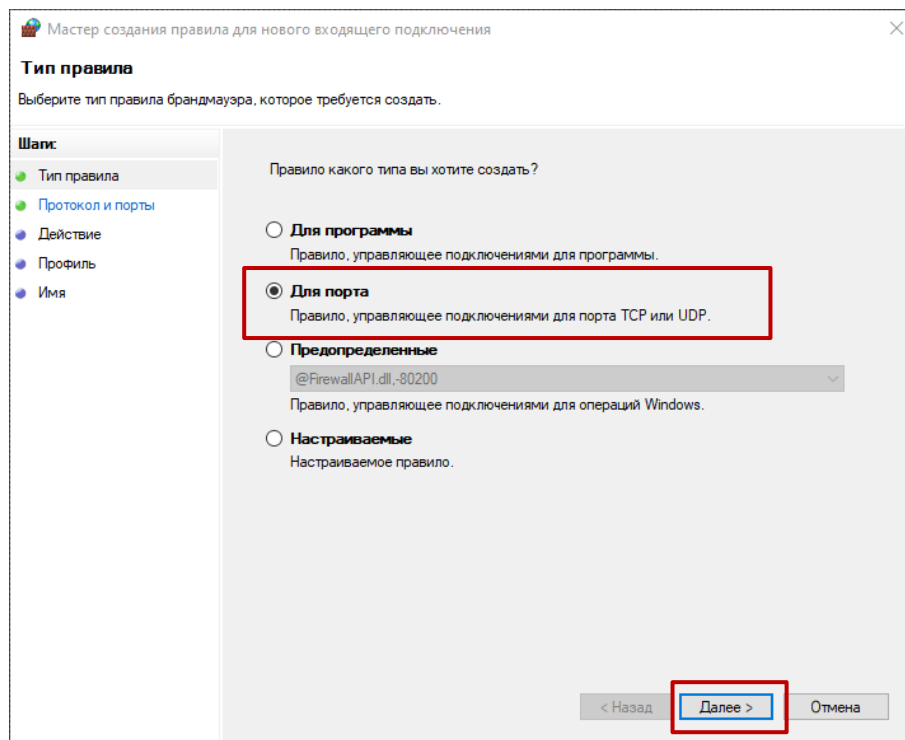 Мастер создания правила для нового входящего подключения
Тип правила
Выберите тип правила брандмауэра, которое требуется создать.
Шаги:
Тип правила
Протокол и порты
Действие
Профиль
Имя
Правило какого типа вы хотите создать?
Для программы
Правило, управляющее подключениями для программы.
Для порта
Правило, управляющее подключениями для порта TCP или UDP.
Предопределенные
@FirewallAPI.dll,-80200
Правило, управляющее подключениями для операций Windows.
Настраиваемые
Настраиваемое правило.
< Назад
Далее >
Отмена